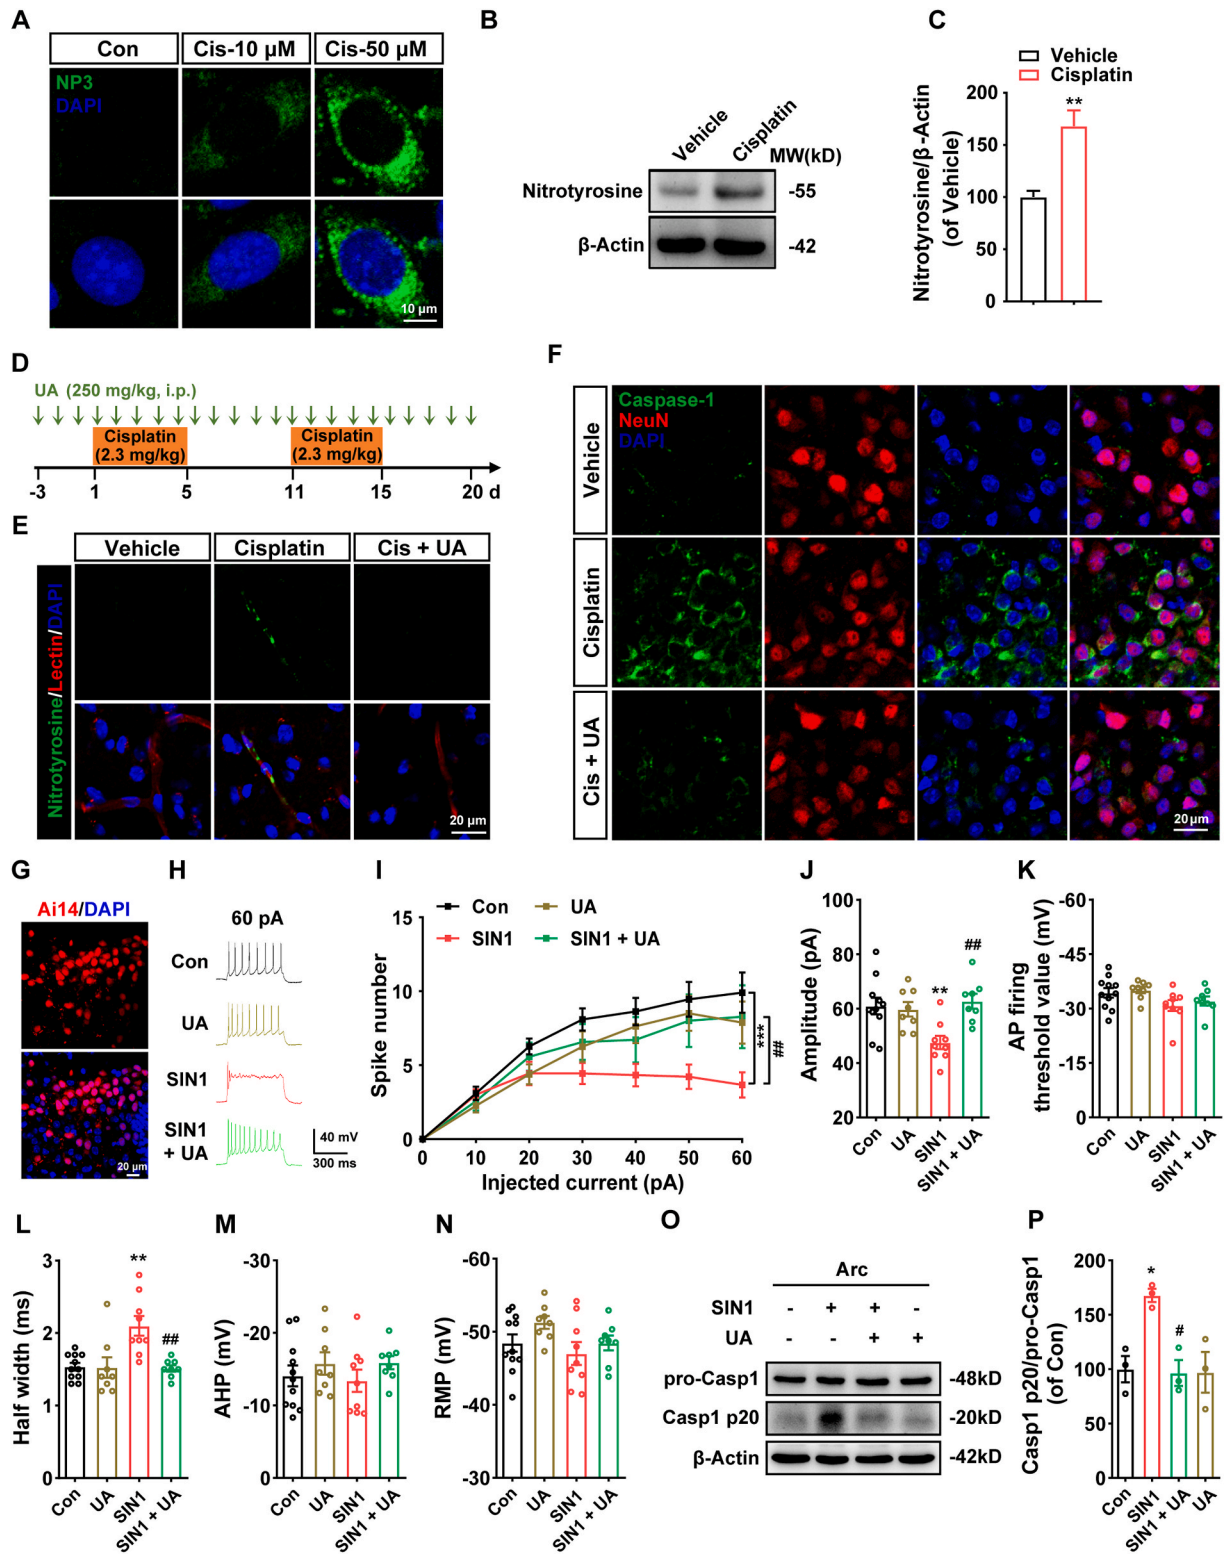 A
Con
Cis-10 µM
Cis-50 µM
NP3
DAPI
10 µm
B
Vehicle
Cisplatin
MW(kD)
Nitrotyrosine
-55
β-Actin
-42
C
Vehicle
Cisplatin
Nitrotyrosine/β-Actin
(of Vehicle)
200
150
100
50
0
**
D
UA (250 mg/kg, i.p.)
Cisplatin
(2.3 mg/kg)
Cisplatin
(2.3 mg/kg)
-3
1
5
11
15
20 d
E
Vehicle
Cisplatin
Cis + UA
Nitrotyrosine/Lectin/DAPI
20 µm
F
Caspase-1
NeuN
DAPI
Vehicle
Cisplatin
Cis + UA
20 µm
G
Ai14/DAPI
20 µm
H
60 pA
Con
UA
SIN1
SIN1
+ UA
40 mV
300 ms
I
Con
UA
SIN1
SIN1 + UA
Spike number
15
10
5
0
0
10
20
30
40
50
60
Injected current (pA)
***
##
J
Amplitude (pA)
100
80
60
40
20
**
##
Con
UA
SIN1
SIN1 + UA
K
AP firing
threshold value (mV)
-60
-45
-30
-15
0
Con
UA
SIN1
SIN1 + UA
L
Half width (ms)
3
2
1
0
**
##
Con
UA
SIN1
SIN1 + UA
M
AHP (mV)
-30
-20
-10
0
Con
UA
SIN1
SIN1 + UA
N
RMP (mV)
-60
-50
-40
-30
Con
UA
SIN1
SIN1 + UA
O
Arc
SIN1 - + + -
UA - - + +
pro-Casp1
-48kD
Casp1 p20
-20kD
β-Actin
-42kD
P
Casp1 p20/pro-Casp1
(of Con)
200
150
100
50
0
*
#
Con
SIN1
SIN1 + UA
UA